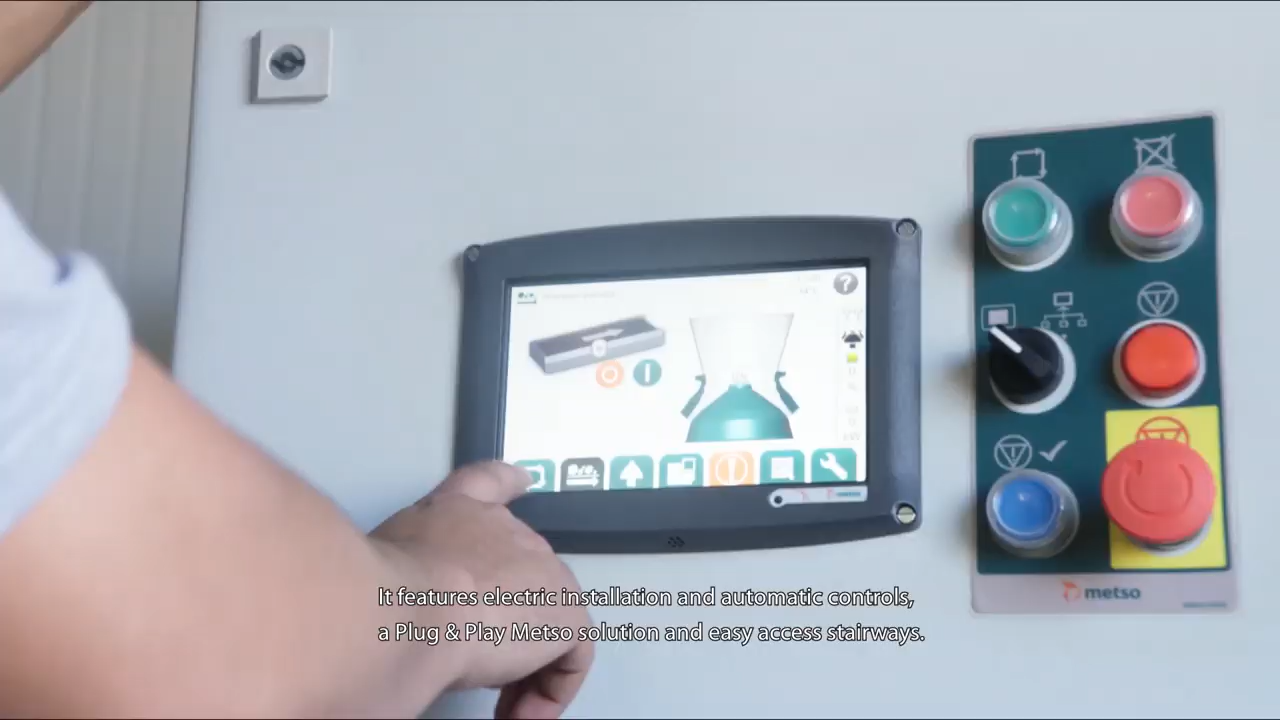 ?
metso
It features electric installation and automatic controls,
a Plug & Play Metso solution and easy access stairways.